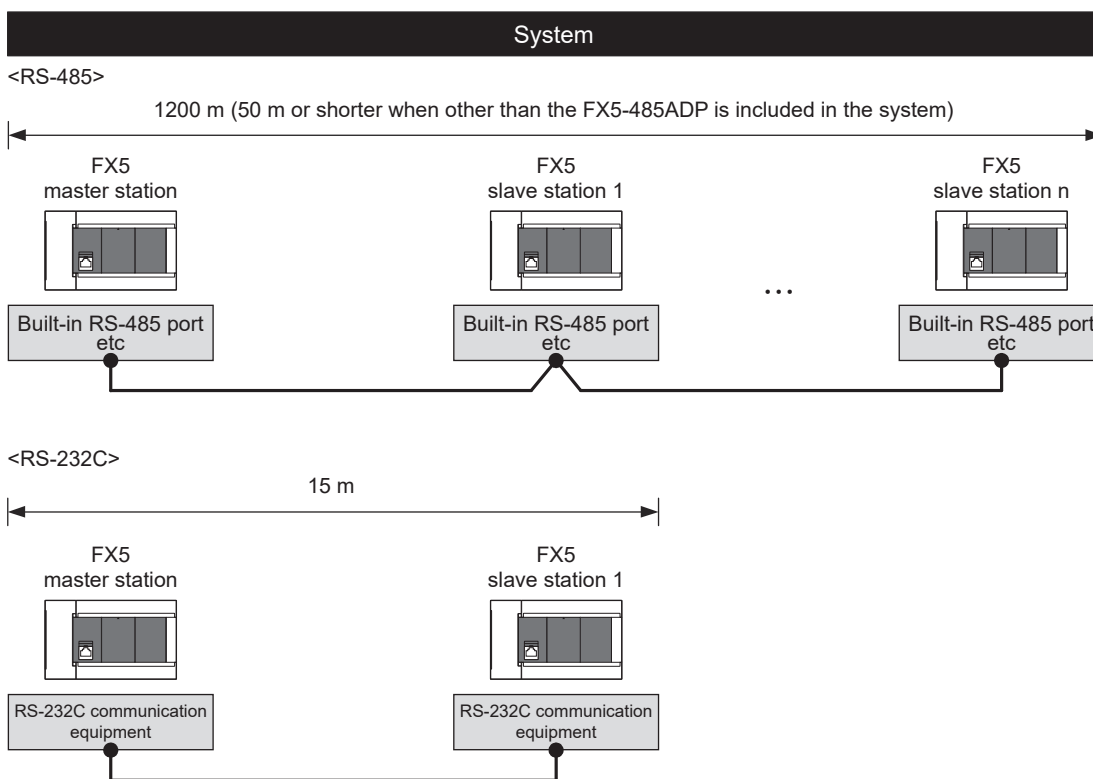 System
<RS-485>
1200 m (50 m or shorter when other than the FX5-485ADP is included in the system)
FX5
master station
FX5
slave station 1
FX5
slave station n
...
Built-in RS-485 port
etc
Built-in RS-485 port
etc
Built-in RS-485 port
etc
<RS-232C>
15 m
FX5
master station
FX5
slave station 1
RS-232C communication
equipment
RS-232C communication
equipment